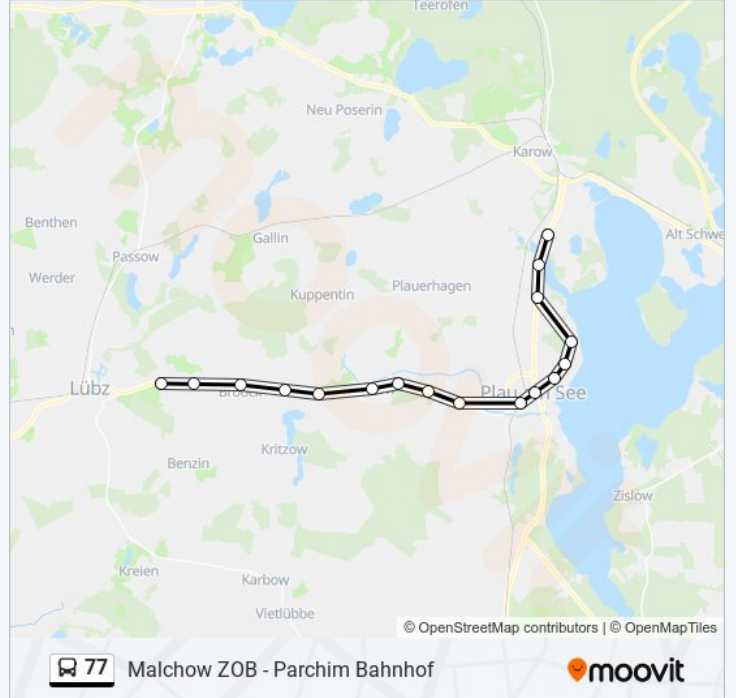 Teerofen
Neu Poserin
Karow
Benthen
Alt Schwe
Gallin
Passow
Werder
Plauerhagen
Kuppentin
Lübz
Plau am See
Kritzow
Benzin
Zislow
Kreien
Karbow
Vietlübbe
© OpenStreetMap contributors | © OpenMapTiles
77 Malchow ZOB - Parchim Bahnhof
moovit